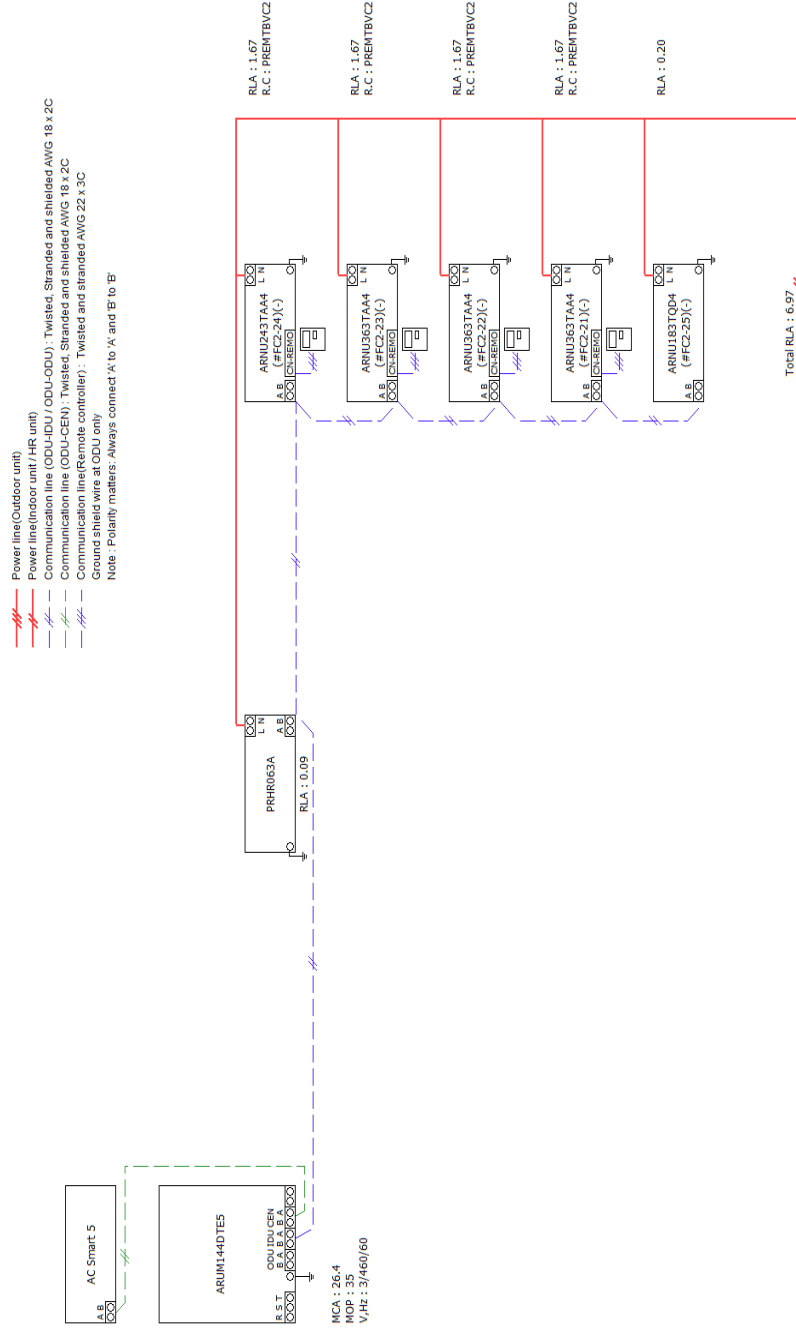 Power line(Outdoor unit)
Power line(Indoor unit / HR unit)
Communication line (ODU-IDU / ODU-ODU) : Twisted, Stranded and shielded AWG 18 x 2C
Communication line (ODU-CEN) : Twisted, Stranded and shielded AWG 18 x 2C
Communication line(Remote controller) : Twisted and stranded AWG 22 x 3C
Ground shield wire at ODU only
Note : Polarity matters: Always connect 'A' to 'A' and 'B' to 'B'
AC Smart 5
A B
ARUM144DTE5
ODU IDU CEN
B A B A B A
R S T
MCA : 26.4
MOP : 35
V,Hz : 3/460/60
PRHR063A
L N
A B
RLA : 0.09
ARNU243TAA4
(#FC2-24)(-)
L N
A B
CN-REMO
RLA : 1.67
R.C : PREMTBVC2
ARNU363TAA4
(#FC2-23)(-)
L N
A B
CN-REMO
RLA : 1.67
R.C : PREMTBVC2
ARNU363TAA4
(#FC2-22)(-)
L N
A B
CN-REMO
RLA : 1.67
R.C : PREMTBVC2
ARNU363TAA4
(#FC2-21)(-)
L N
A B
CN-REMO
RLA : 1.67
R.C : PREMTBVC2
ARNU183TQD4
(#FC2-25)(-)
L N
A B
RLA : 0.20
Total RLA : 6.97